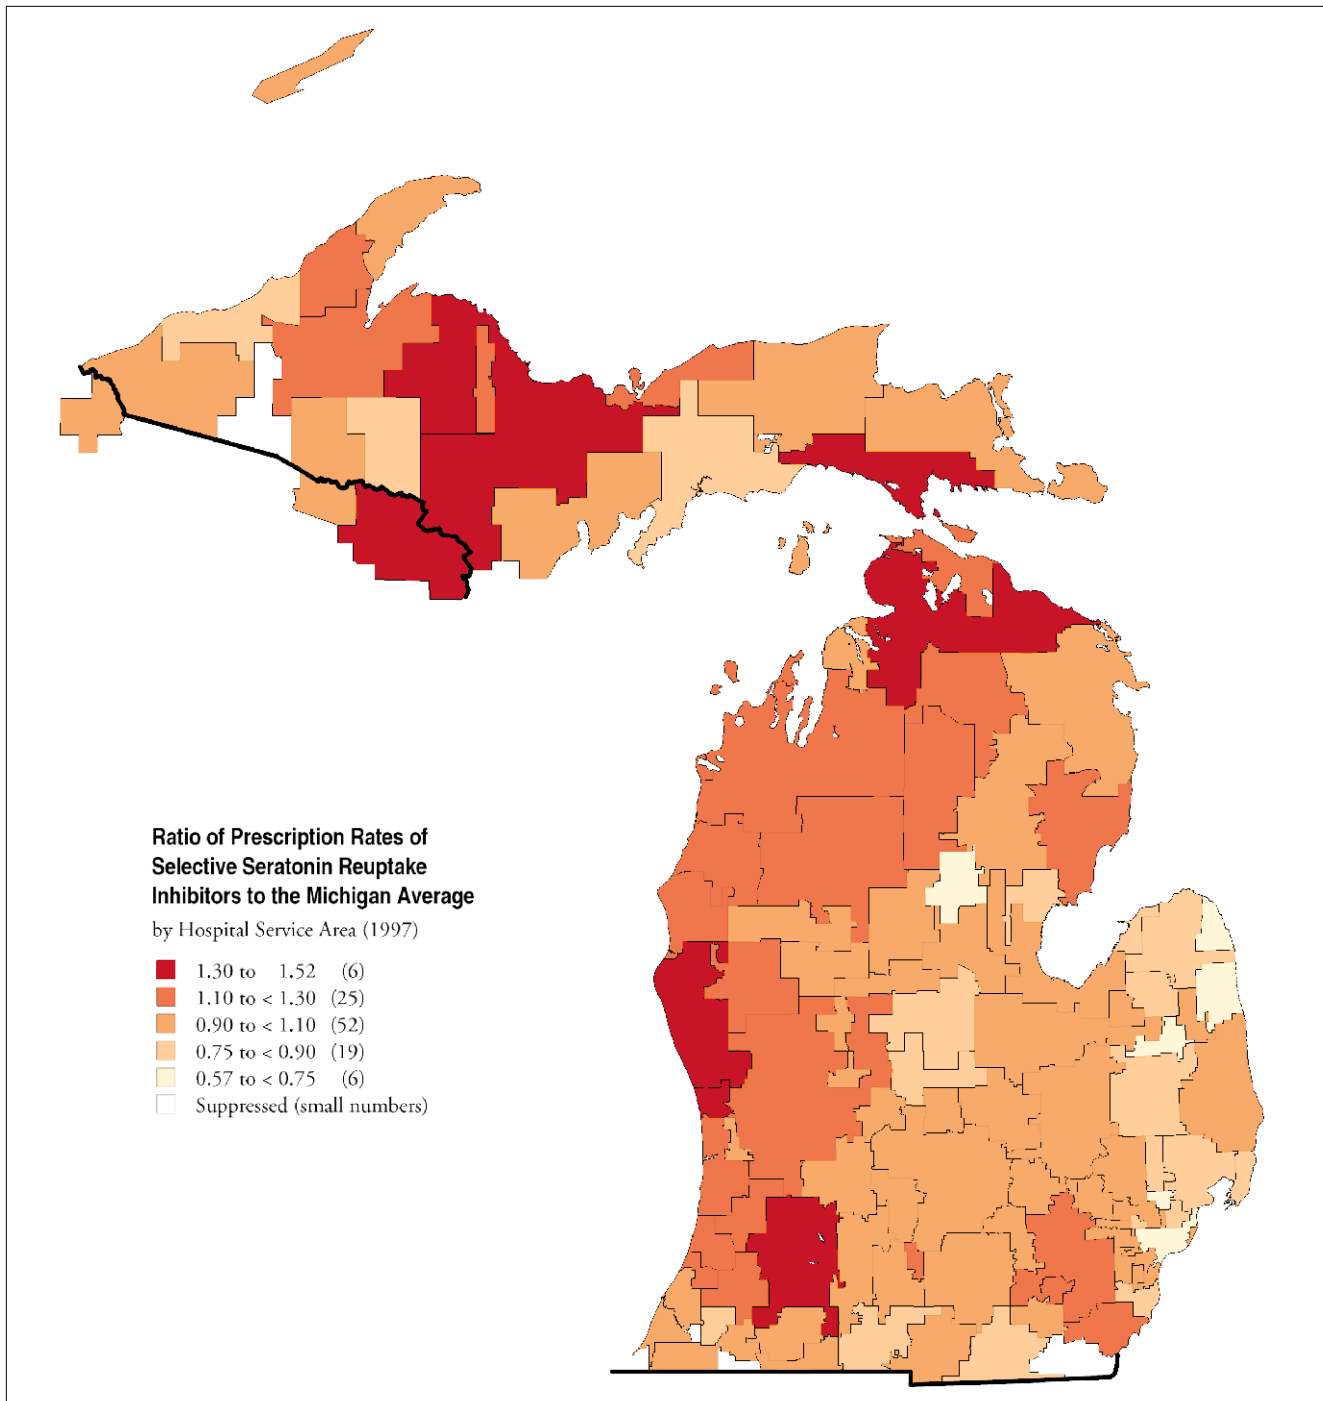 Ratio of Prescription Rates of
Selective Seratonin Reuptake
Inhibitors to the Michigan Average
by Hospital Service Area (1997)
1.30 to 1.52 (6)
1.10 to < 1.30 (25)
0.90 to < 1.10 (52)
0.75 to < 0.90 (19)
0.57 to < 0.75 (6)
Suppressed (small numbers)